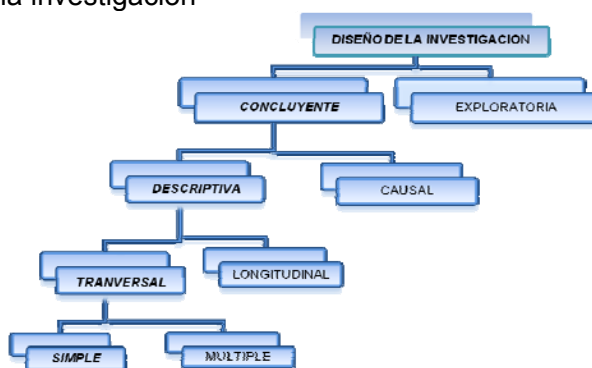 la investigación
DISEÑO DE LA INVESTIGACION
CONCLUYENTE
EXPLORATORIA
DESCRIPTIVA
CAUSAL
TRANVERSAL
LONGITUDINAL
SIMPLE
MULTIPLE